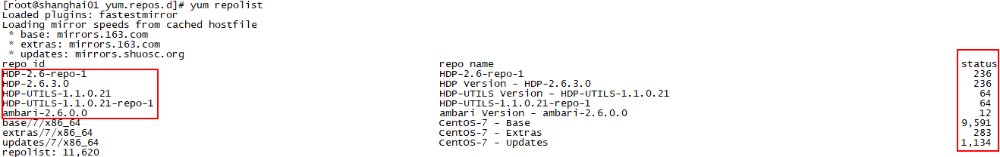 [root@shanghai01 yum.repos.d]# yum repolist
Loaded plugins: fastestmirror
Loading mirror speeds from cached hostfile
 * base: mirrors.163.com
 * extras: mirrors.163.com
 * updates: mirrors.shuosc.org
repo id repo name status
HDP-2.6-repo-1 HDP-2.6-repo-1 236
HDP-2.6.3.0 HDP Version - HDP-2.6.3.0 236
HDP-UTILS-1.1.0.21 HDP-UTILS Version - HDP-UTILS-1.1.0.21 64
HDP-UTILS-1.1.0.21-repo-1 HDP-UTILS-1.1.0.21-repo-1 64
ambari-2.6.0.0 ambari Version - ambari-2.6.0.0 12
base/7/x86_64 CentOS-7 - Base 9,591
extras/7/x86_64 CentOS-7 - Extras 283
updates/7/x86_64 CentOS-7 - Updates 1,134
repolist: 11,620